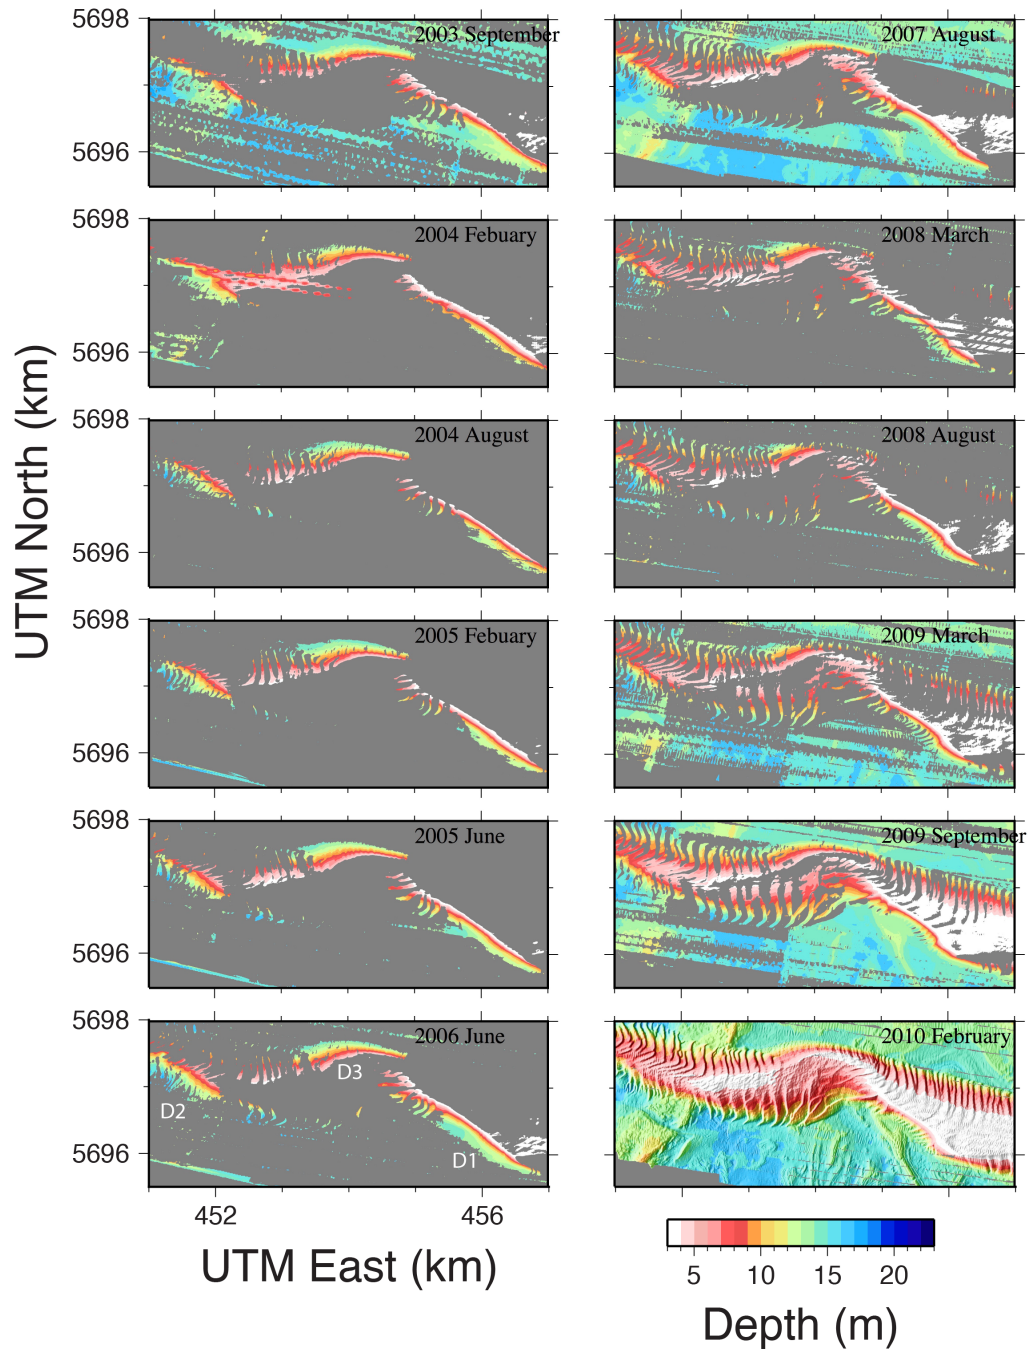 5698
2003 September
2007 August
5696
5698
2004 Febuary
2008 March
5696
5698
2004 August
2008 August
5696
UTM North (km)
5698
2005 Febuary
2009 March
5696
5698
2005 June
2009 September
5696
5698
2006 June
2010 February
D3
D2
D1
5696
452
456
UTM East (km)
5
10
15
20
Depth (m)